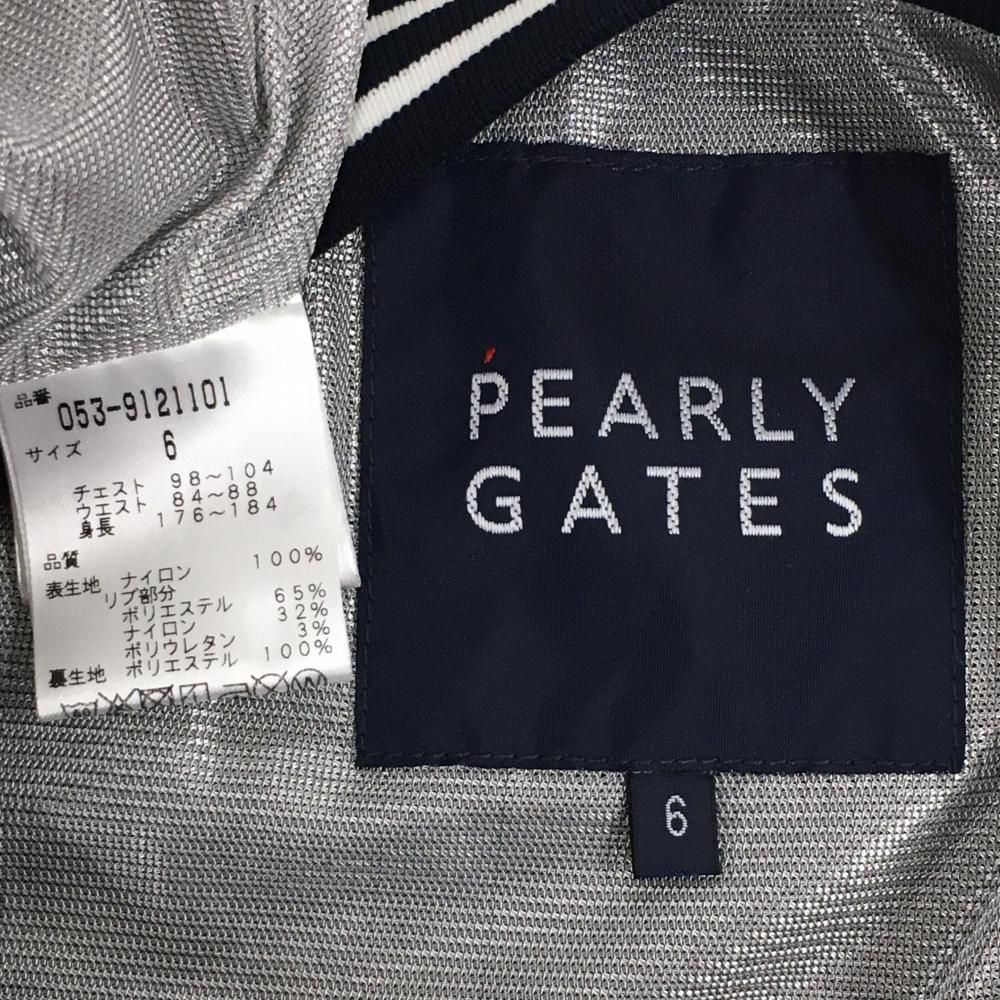 品番 053-9121101
サイズ 6
チェスト 98~104
ウエスト 84~88
身長 176~184
品質
表生地 ナイロン 100%
リブ部分
ポリエステル 65%
ナイロン 32%
ポリウレタン 3%
裏生地 ポリエステル 100%
PEARLY
GATES
6